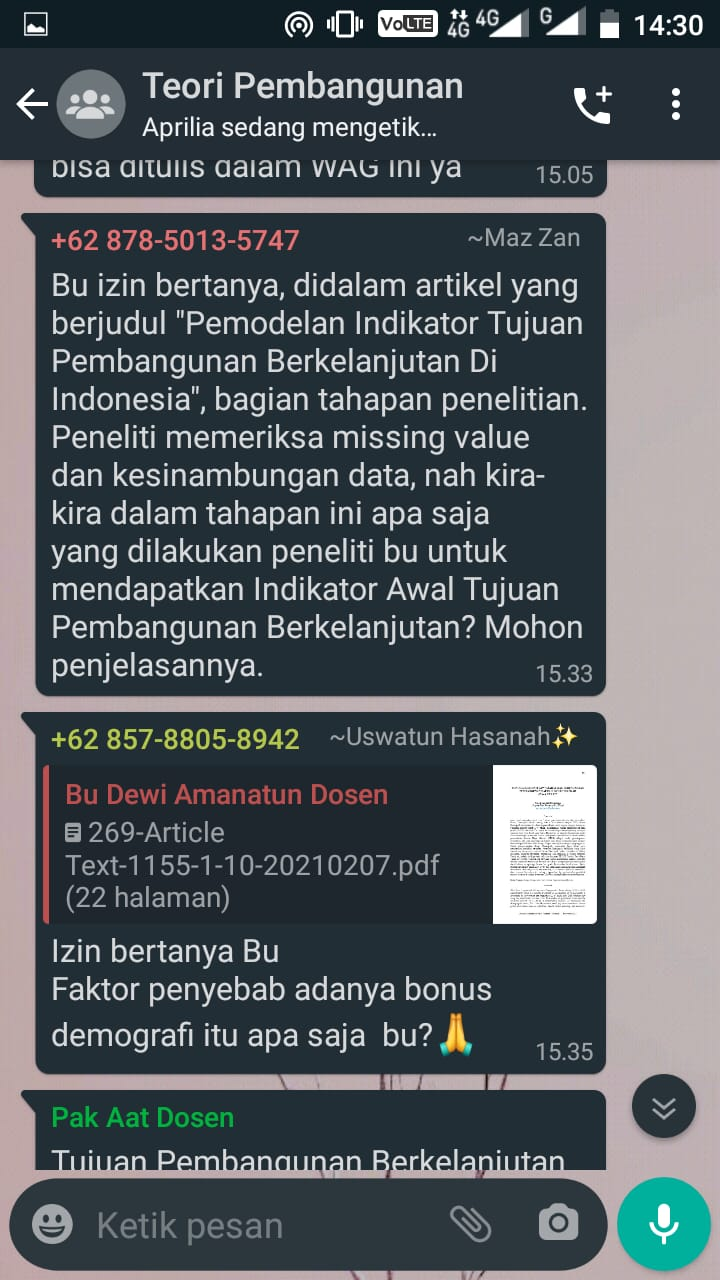 VoLTE 4G 4G G 14:30
Teori Pembangunan
Aprilia sedang mengetik...
bisa ditulis dalam WAG ini ya 15.05
+62 878-5013-5747 ~Maz Zan
Bu izin bertanya, didalam artikel yang
berjudul "Pemodelan Indikator Tujuan
Pembangunan Berkelanjutan Di
Indonesia", bagian tahapan penelitian.
Peneliti memeriksa missing value
dan kesinambungan data, nah kira-
kira dalam tahapan ini apa saja
yang dilakukan peneliti bu untuk
mendapatkan Indikator Awal Tujuan
Pembangunan Berkelanjutan? Mohon
penjelasannya. 15.33
+62 857-8805-8942 ~Uswatun Hasanah✨
Bu Dewi Amanatun Dosen
269-Article
Text-1155-1-10-20210207.pdf
(22 halaman)
Izin bertanya Bu
Faktor penyebab adanya bonus
demografi itu apa saja bu?🙏 15.35
Pak Aat Dosen
Tujuan Pembangunan Berkelanjutan
Ketik pesan